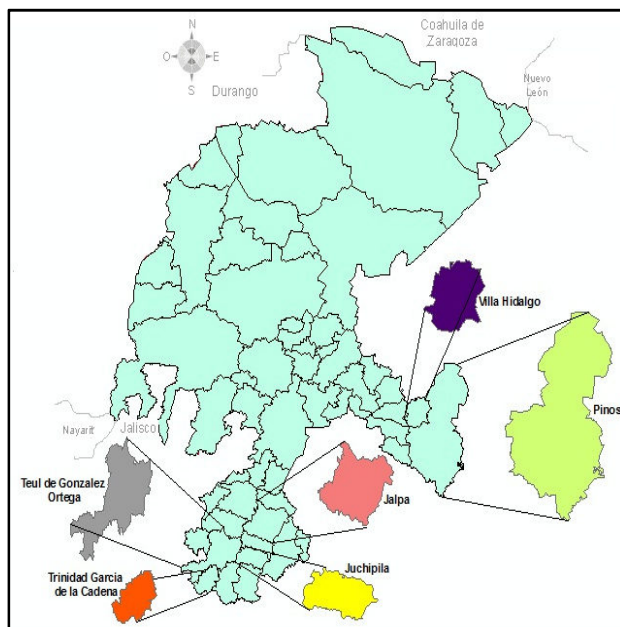 N
O
E
S
Coahuila de
Zaragoza
Nuevo
León
Durango
Villa Hidalgo
Pinos
Nayarit
Jalisco
Teul de Gonzalez
Ortega
Jalpa
Trinidad Garcia
de la Cadena
Juchipila